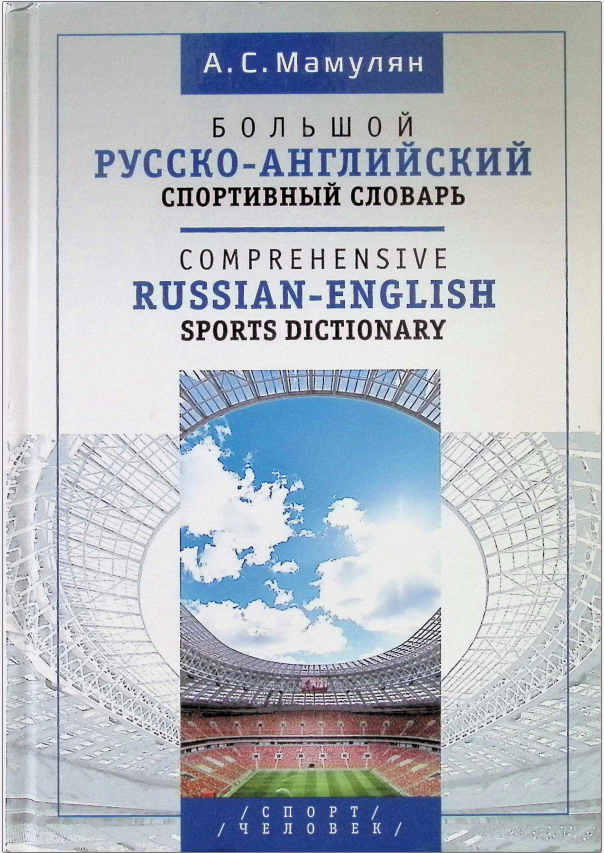 А. С. Мамулян
БОЛЬШОЙ
РУССКО-АНГЛИЙСКИЙ
СПОРТИВНЫЙ СЛОВАРЬ
COMPREHENSIVE
RUSSIAN-ENGLISH
SPORTS DICTIONARY
/СПОРТ/
/ЧЕЛОВЕК/